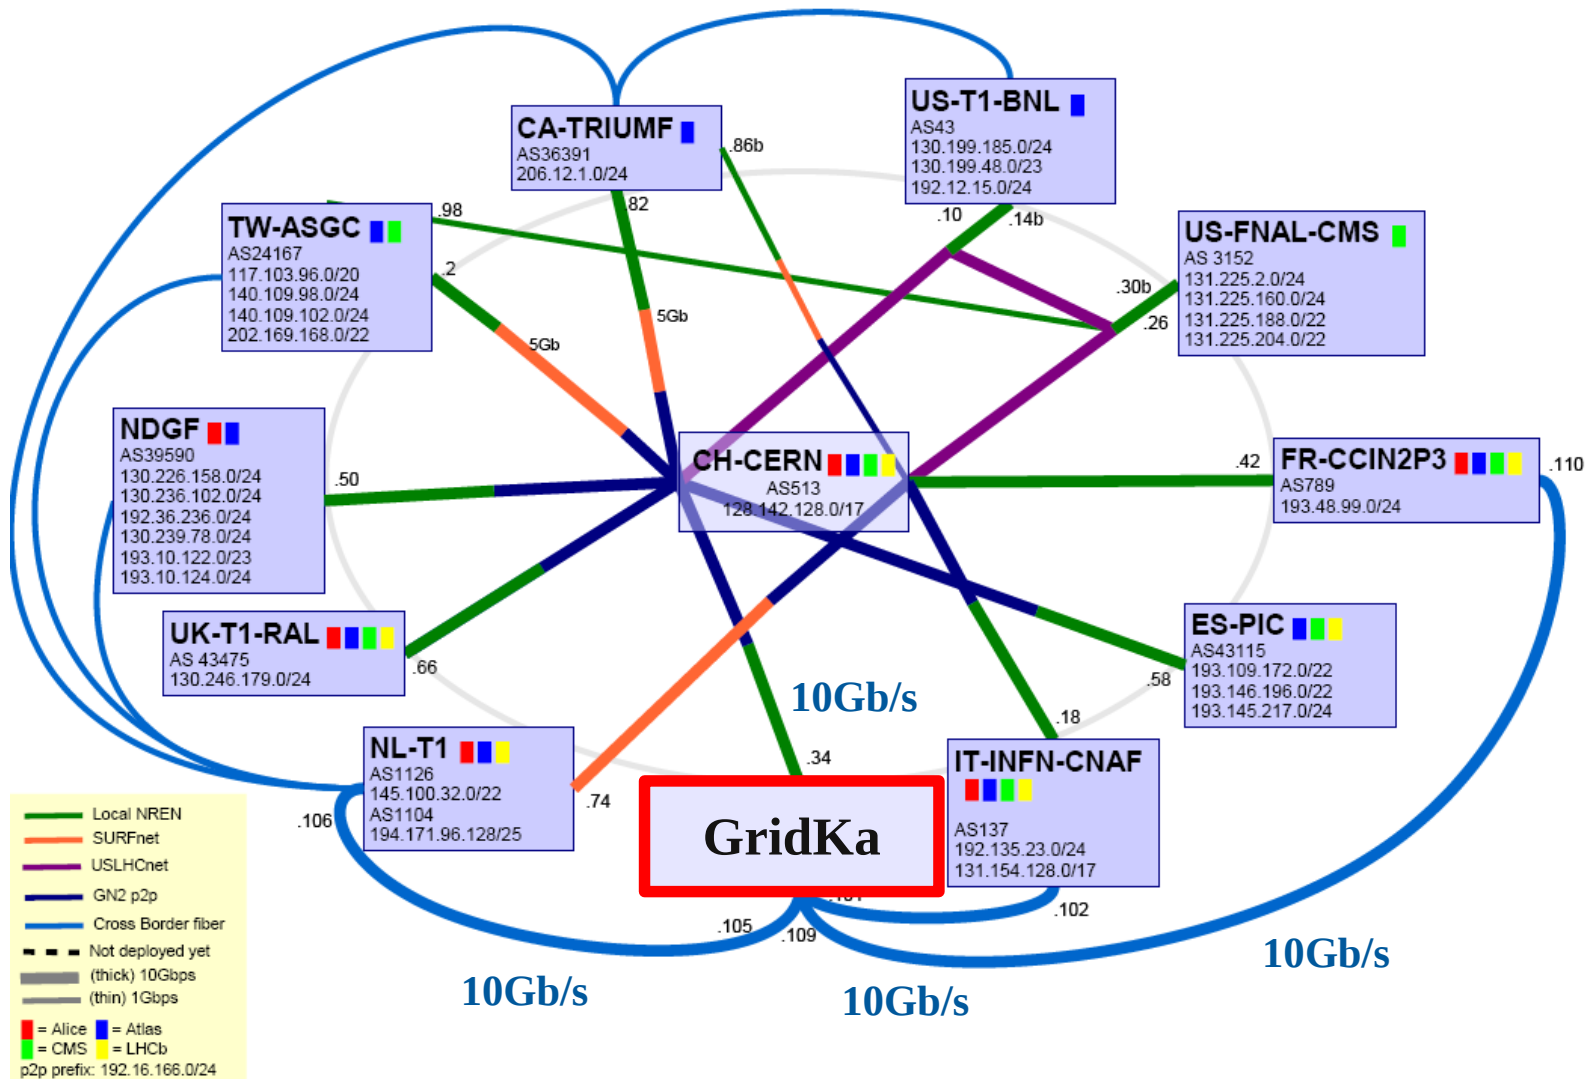 US-T1-BNL
AS43
130.199.185.0/24
130.199.48.0/23
192.12.15.0/24
CA-TRIUMF
AS36391
206.12.1.0/24
.86b
.82
.10
.14b
TW-ASGC
AS24167
117.103.96.0/20
140.109.98.0/24
140.109.102.0/24
202.169.168.0/22
.98
.2
5Gb
5Gb
US-FNAL-CMS
AS 3152
131.225.2.0/24
131.225.160.0/24
131.225.188.0/22
131.225.204.0/22
.30b
.26
NDGF
AS39590
130.226.158.0/24
130.236.102.0/24
192.36.236.0/24
130.239.78.0/24
193.10.122.0/23
193.10.124.0/24
.50
CH-CERN
AS513
128.142.128.0/17
.42
FR-CCIN2P3
AS789
193.48.99.0/24
.110
UK-T1-RAL
AS 43475
130.246.179.0/24
.66
ES-PIC
AS43115
193.109.172.0/22
193.146.196.0/22
193.145.217.0/24
.58
10Gb/s
.18
.34
NL-T1
AS1126
145.100.32.0/22
AS1104
194.171.96.128/25
.74
.106
GridKa
IT-INFN-CNAF
AS137
192.135.23.0/24
131.154.128.0/17
.102
.105
.109
10Gb/s
10Gb/s
10Gb/s
Local NREN
SURFnet
USLHCnet
GN2 p2p
Cross Border fiber
Not deployed yet
(thick) 10Gbps
(thin) 1Gbps
= Alice = Atlas
= CMS = LHCb
p2p prefix: 192.16.166.0/24